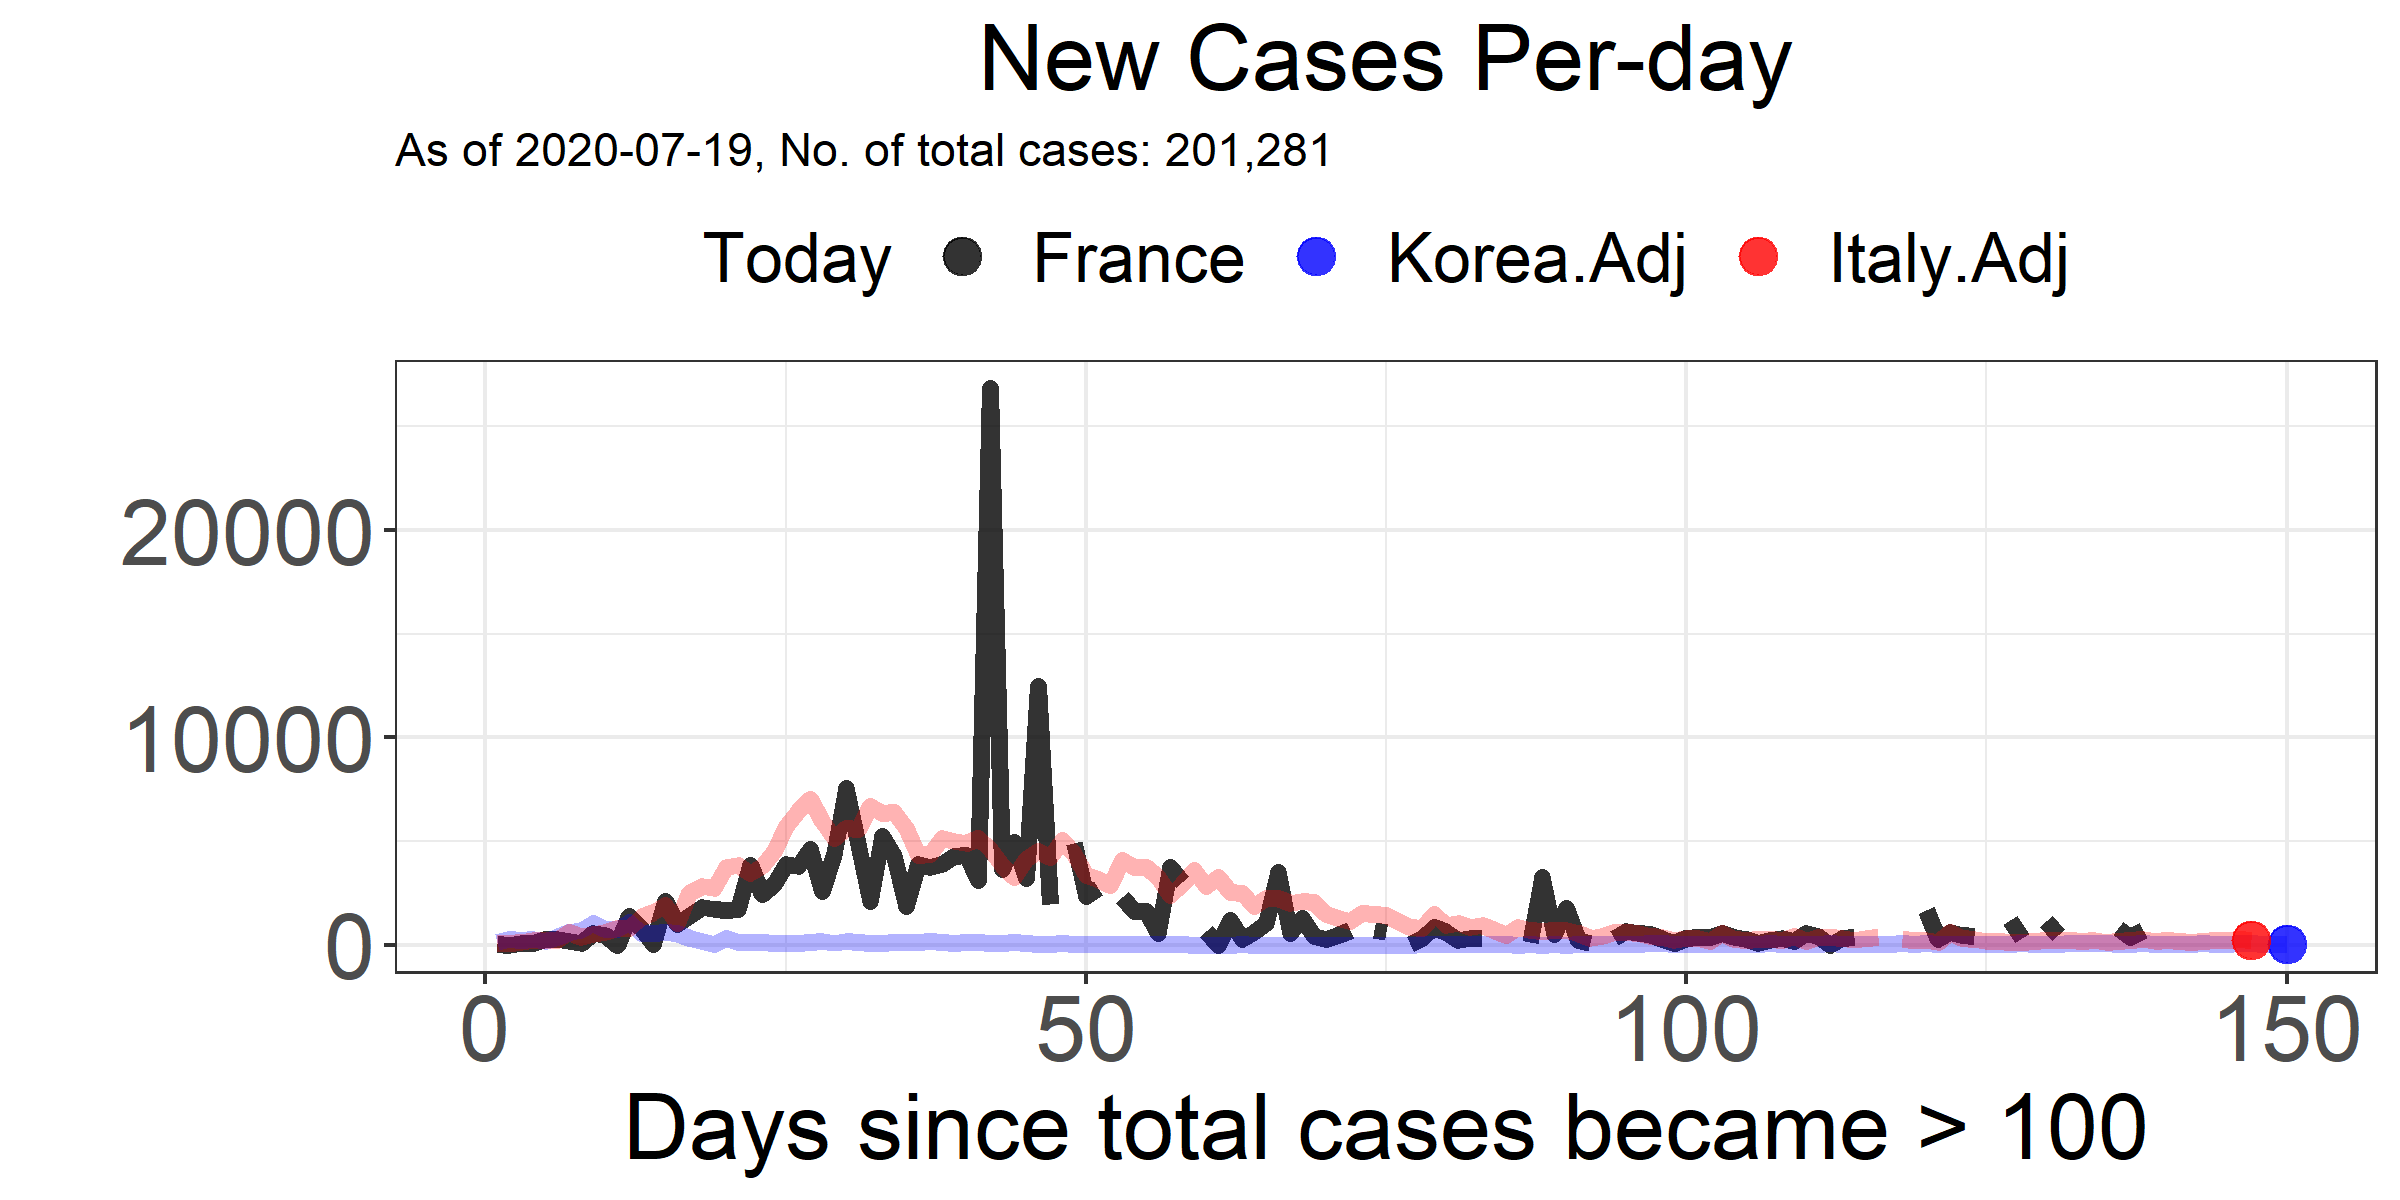 New Cases Per-day
As of 2020-07-19, No. of total cases: 201,281
Today France Korea.Adj Italy.Adj
20000
10000
0
0 50 100 150
Days since total cases became > 100